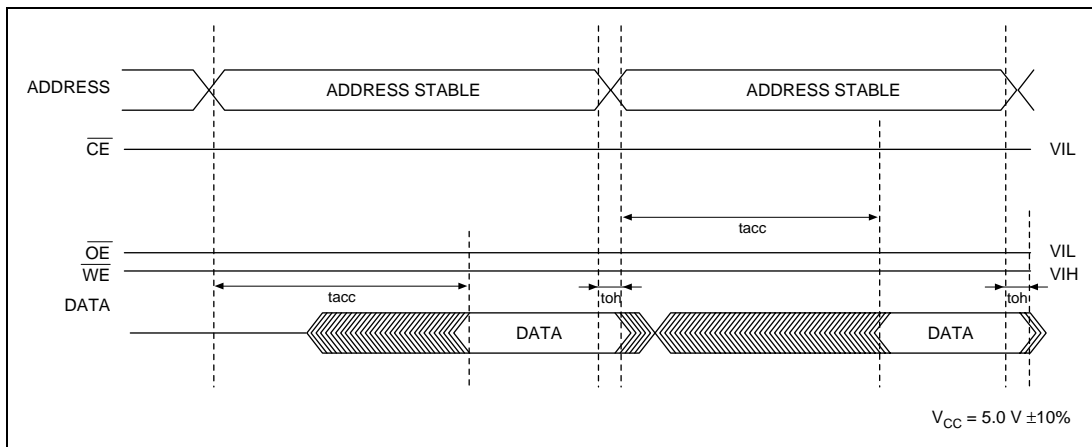 ADDRESS
ADDRESS STABLE
ADDRESS STABLE
CE
VIL
tacc
OE
VIL
WE
VIH
tacc
toh
toh
DATA
DATA
DATA
VCC = 5.0 V ±10%